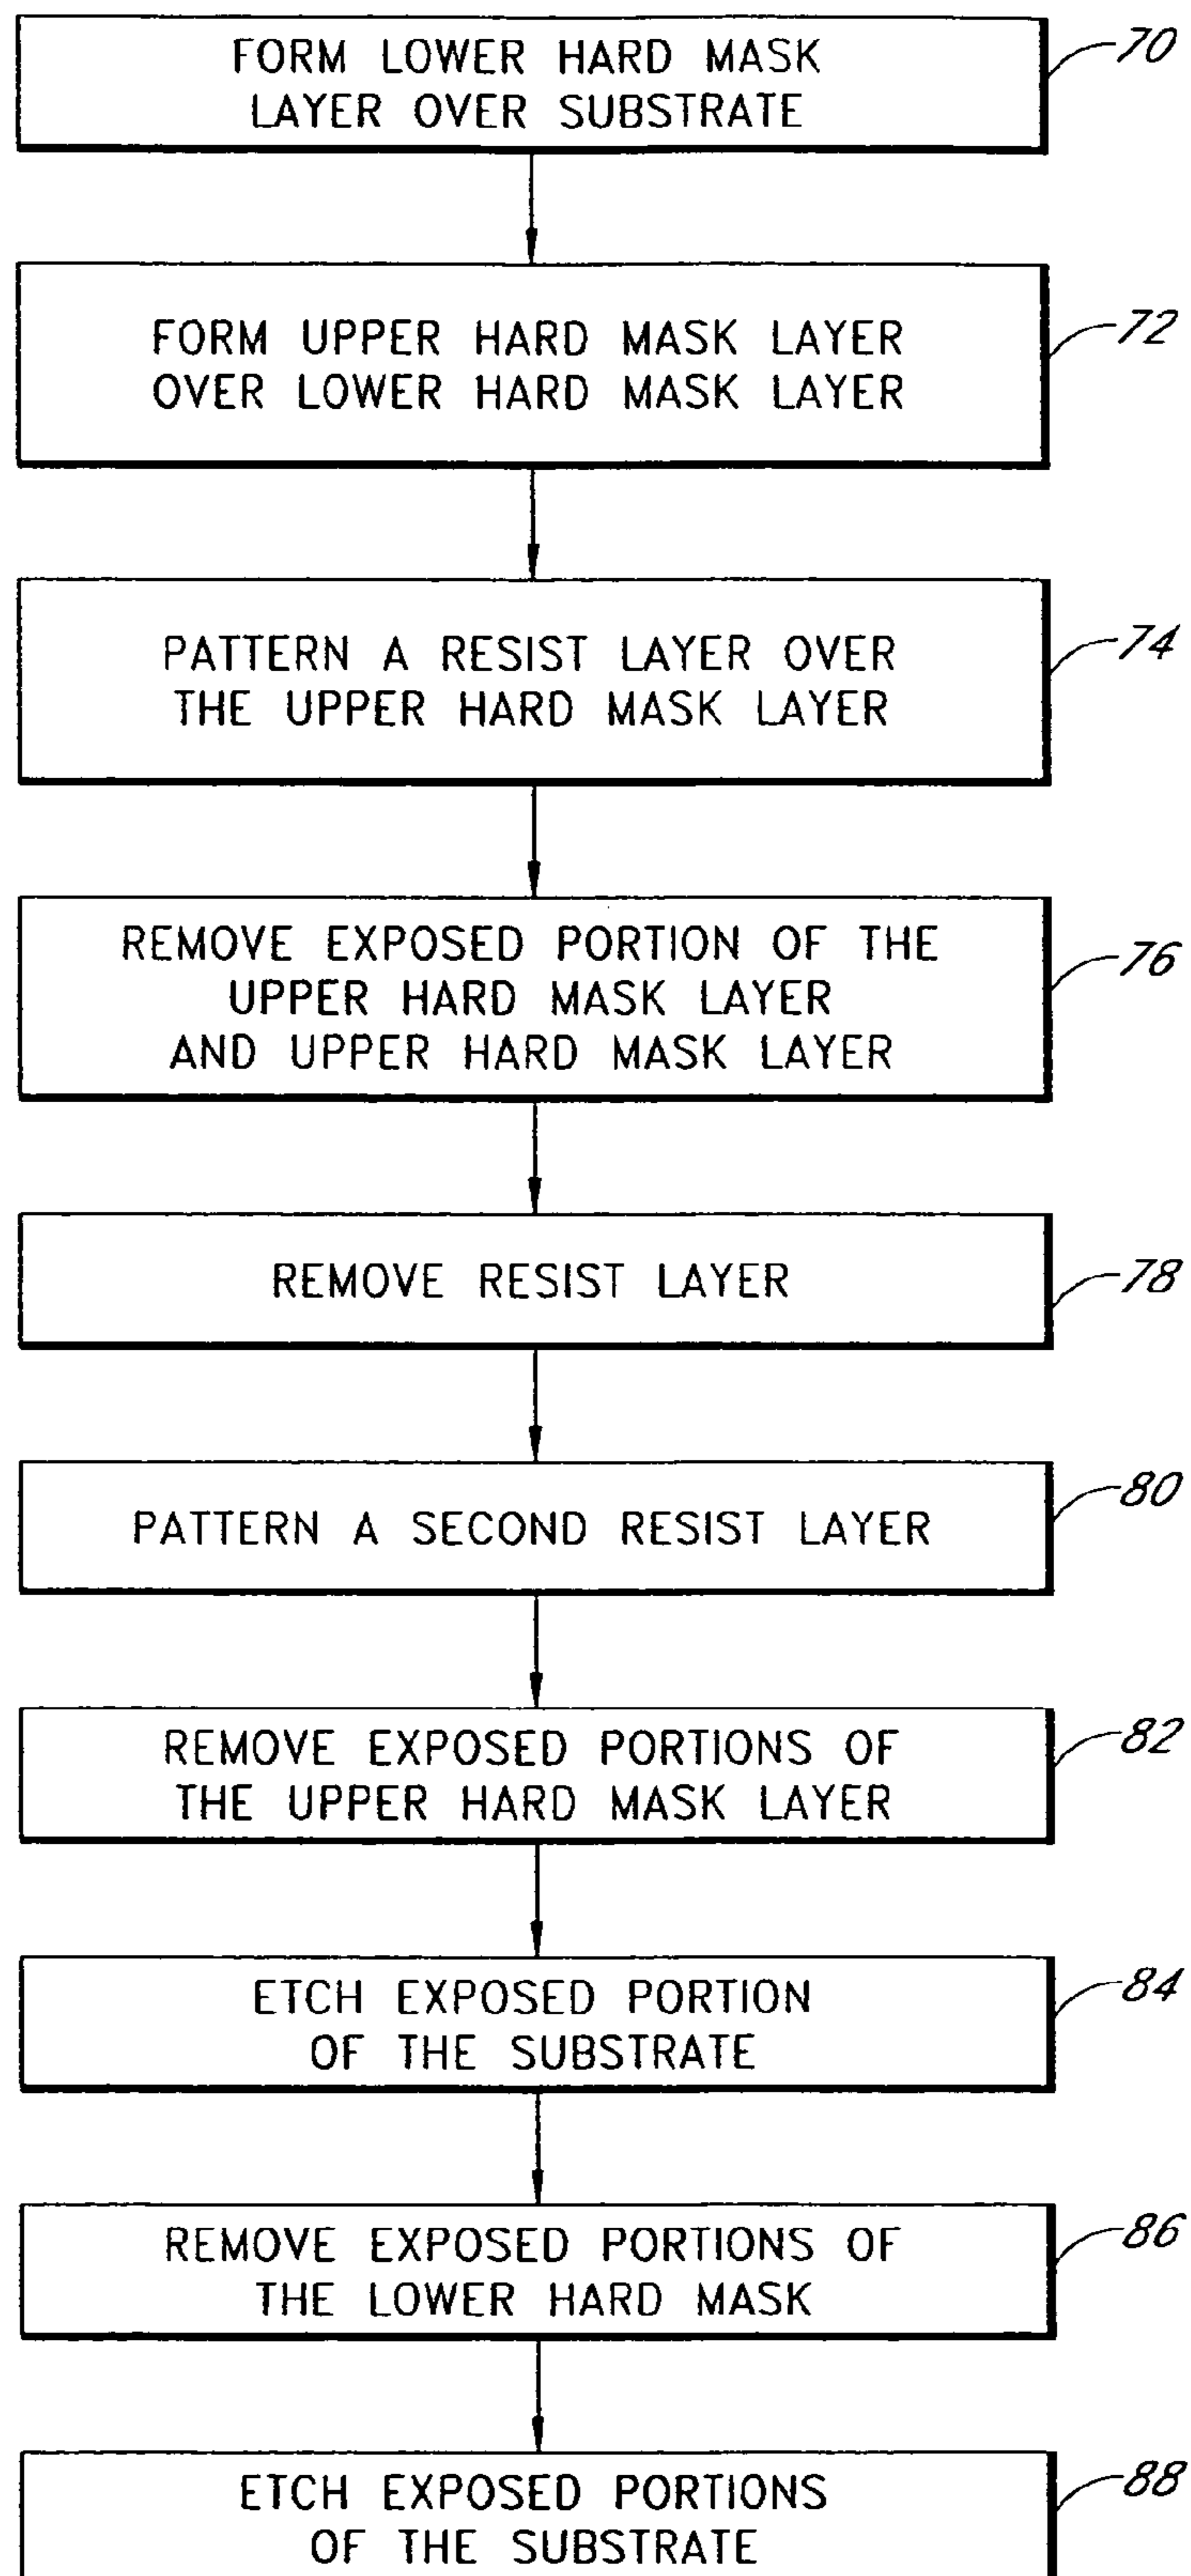 FORM LOWER HARD MASK
LAYER OVER SUBSTRATE
70
FORM UPPER HARD MASK LAYER
OVER LOWER HARD MASK LAYER
72
PATTERN A RESIST LAYER OVER
THE UPPER HARD MASK LAYER
74
REMOVE EXPOSED PORTION OF THE
UPPER HARD MASK LAYER
AND UPPER HARD MASK LAYER
76
REMOVE RESIST LAYER
78
PATTERN A SECOND RESIST LAYER
80
REMOVE EXPOSED PORTIONS OF
THE UPPER HARD MASK LAYER
82
ETCH EXPOSED PORTION
OF THE SUBSTRATE
84
REMOVE EXPOSED PORTIONS OF
THE LOWER HARD MASK
86
ETCH EXPOSED PORTIONS
OF THE SUBSTRATE
88